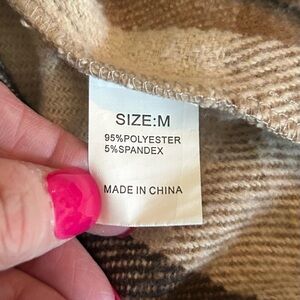 SIZE:M
95%POLYESTER
5%SPANDEX
MADE IN CHINA